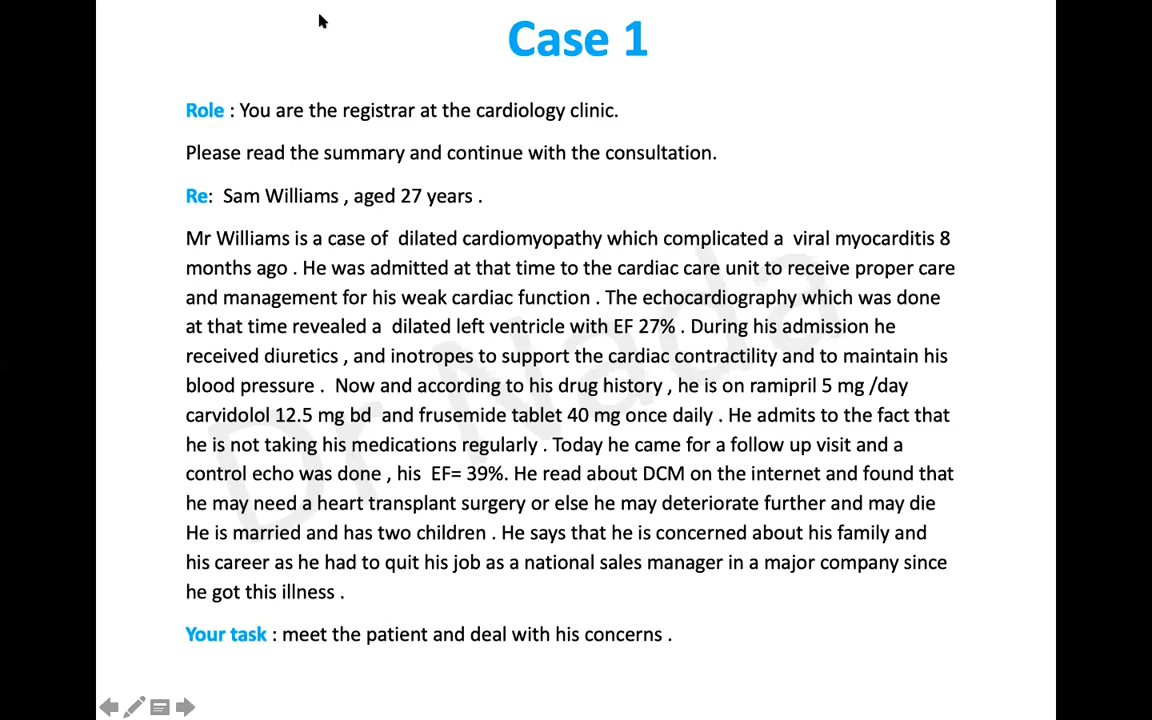 Case 1
Role : You are the registrar at the cardiology clinic.
Please read the summary and continue with the consultation.
Re: Sam Williams , aged 27 years .
Mr Williams is a case of dilated cardiomyopathy which complicated a viral myocarditis 8
months ago . He was admitted at that time to the cardiac care unit to receive proper care
and management for his weak cardiac function . The echocardiography which was done
at that time revealed a dilated left ventricle with EF 27% . During his admission he
received diuretics , and inotropes to support the cardiac contractility and to maintain his
blood pressure . Now and according to his drug history , he is on ramipril 5 mg /day
carvidolol 12.5 mg bd and frusemide tablet 40 mg once daily . He admits to the fact that
he is not taking his medications regularly . Today he came for a follow up visit and a
control echo was done , his EF= 39%. He read about DCM on the internet and found that
he may need a heart transplant surgery or else he may deteriorate further and may die
He is married and has two children . He says that he is concerned about his family and
his career as he had to quit his job as a national sales manager in a major company since
he got this illness .
Your task : meet the patient and deal with his concerns .
Dr Nada